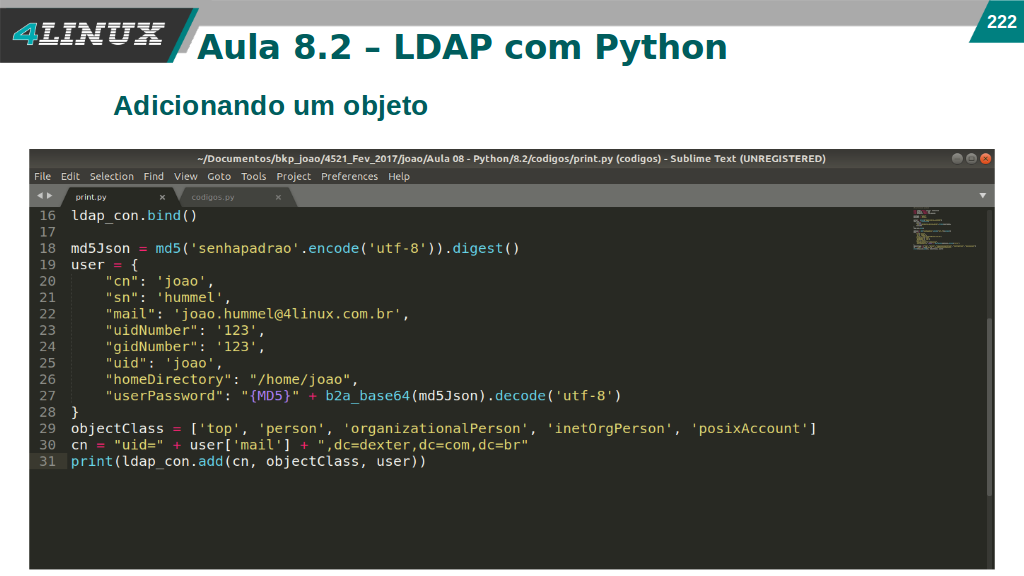 4LINUX
222
Aula 8.2 – LDAP com Python
Adicionando um objeto
~/Documentos/bkp_joao/4521_Fev_2017/joao/Aula 08 - Python/8.2/codigos/print.py (codigos) - Sublime Text (UNREGISTERED)
File Edit Selection Find View Goto Tools Project Preferences Help
print.py × codigos.py ×
16 ldap_con.bind()
17
18 md5Json = md5('senhapadrao'.encode('utf-8')).digest()
19 user = {
20     "cn": 'joao',
21     "sn": 'hummel',
22     "mail": 'joao.hummel@4linux.com.br',
23     "uidNumber": '123',
24     "gidNumber": '123',
25     "uid": 'joao',
26     "homeDirectory": "/home/joao",
27     "userPassword": "{MD5}" + b2a_base64(md5Json).decode('utf-8')
28 }
29 objectClass = ['top', 'person', 'organizationalPerson', 'inetOrgPerson', 'posixAccount']
30 cn = "uid=" + user['mail'] + ",dc=dexter,dc=com,dc=br"
31 print(ldap_con.add(cn, objectClass, user))